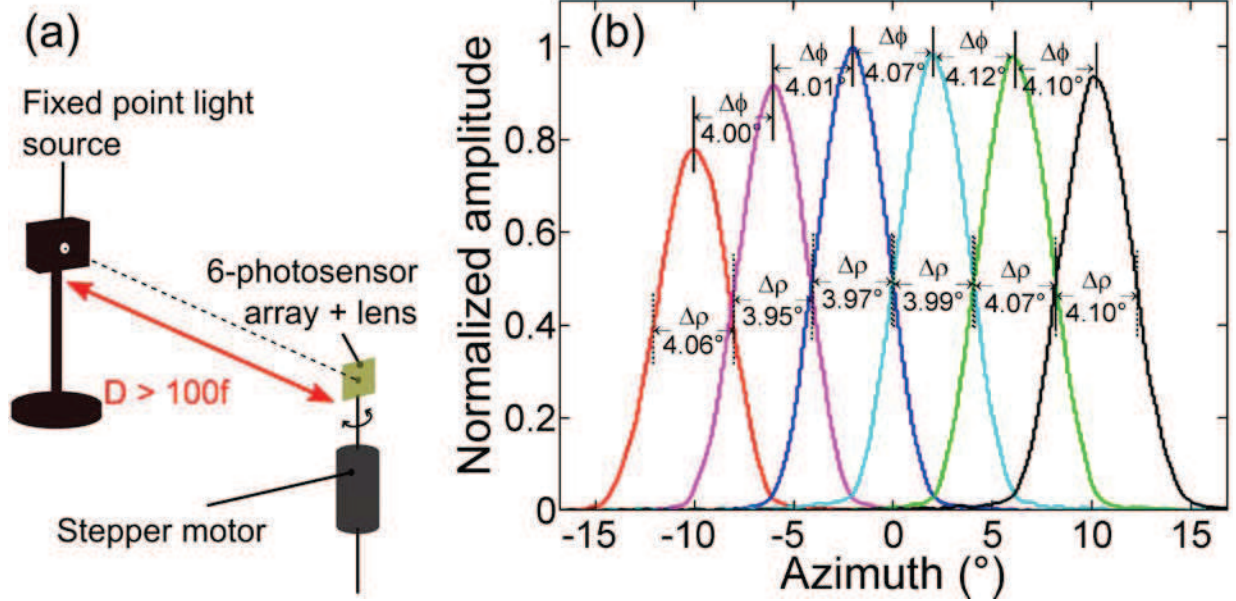 (a)
Fixed point light
source
6-photosensor
array + lens
D > 100f
Stepper motor
(b)
Normalized amplitude
1
0.8
0.6
0.4
0.2
0
Δϕ
4.00°
Δϕ
4.01°
Δϕ
4.07°
Δϕ
4.12°
Δϕ
4.10°
Δρ
4.06°
Δρ
3.95°
Δρ
3.97°
Δρ
3.99°
Δρ
4.07°
Δρ
4.10°
-15
-10
-5
0
5
10
15
Azimuth (°)